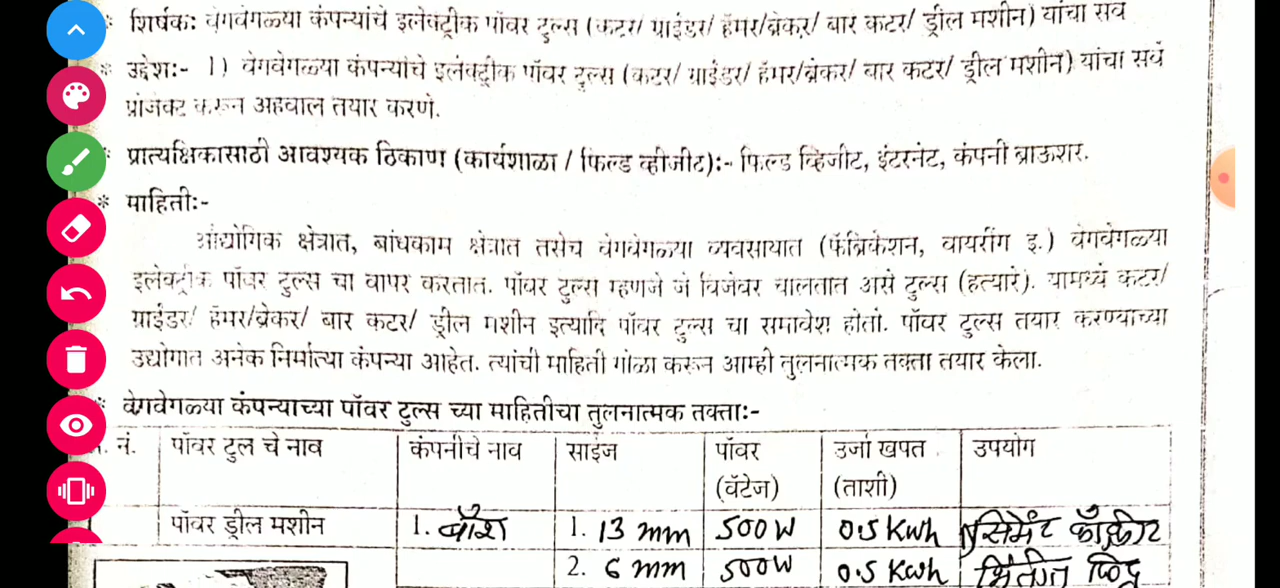 शिर्षक: वेगवेगळ्या कंपन्यांचे इलेक्ट्रीक पॉवर टुल्स (कटर/ ग्राइंडर/ हॅमर/ब्रेकर/ बार कटर/ ड्रील मशीन) यांचा सर्व
* उद्देश:- 1) वेगवेगळ्या कंपन्यांचे इलेक्ट्रीक पॉवर टुल्स (कटर/ ग्राइंडर/ हॅमर/ब्रेकर/ बार कटर/ ड्रील मशीन) यांचा सर्व
प्रोजेक्ट करून अहवाल तयार करणे.
* प्रात्यक्षिकासाठी आवश्यक ठिकाण (कार्यशाळा / फिल्ड व्हीजीट):- फिल्ड व्हिजीट, इंटरनेट, कंपनी ब्राऊशर.
* माहिती:-
औद्योगिक क्षेत्रात, बांधकाम क्षेत्रात तसेच वेगवेगळ्या व्यवसायात (फॅब्रिकेशन, वायरींग इ.) वेगवेगळ्या
इलेक्ट्रीक पॉवर टुल्स चा वापर करतात. पॉवर टुल्स म्हणजे जे विजेवर चालतात असे टुल्स (हत्यारे). यामध्ये कटर/
ग्राईंडर/ हॅमर/ब्रेकर/ बार कटर/ ड्रील मशीन इत्यादि पॉवर टुल्स चा समावेश होतो. पॉवर टुल्स तयार करण्याच्या
उद्योगात अनेक निर्मात्या कंपन्या आहेत. त्यांची माहिती गोळा करून आम्ही तुलनात्मक तक्ता तयार केला.
* वेगवेगळ्या कंपन्याच्या पॉवर टुल्स च्या माहितीचा तुलनात्मक तक्ता:-
नं. पॉवर टुल चे नाव कंपनीचे नाव साईज पॉवर (वॅटेज) उर्जा खपत (ताशी) उपयोग
पॉवर ड्रील मशीन 1. बॉश 1. 13 mm 500 W 0.5 Kwh सिमेंट काँक्रीट
2. 6 mm 500W 0.5 Kwh भिंतीत छिद्र